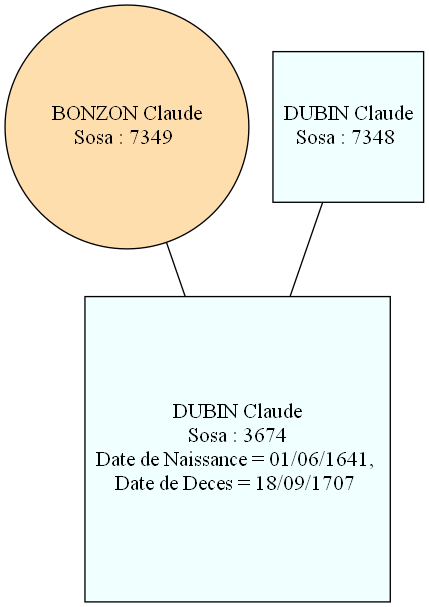 BONZON Claude
Sosa : 7349
DUBIN Claude
Sosa : 7348
DUBIN Claude
Sosa : 3674
Date de Naissance = 01/06/1641,
Date de Deces = 18/09/1707